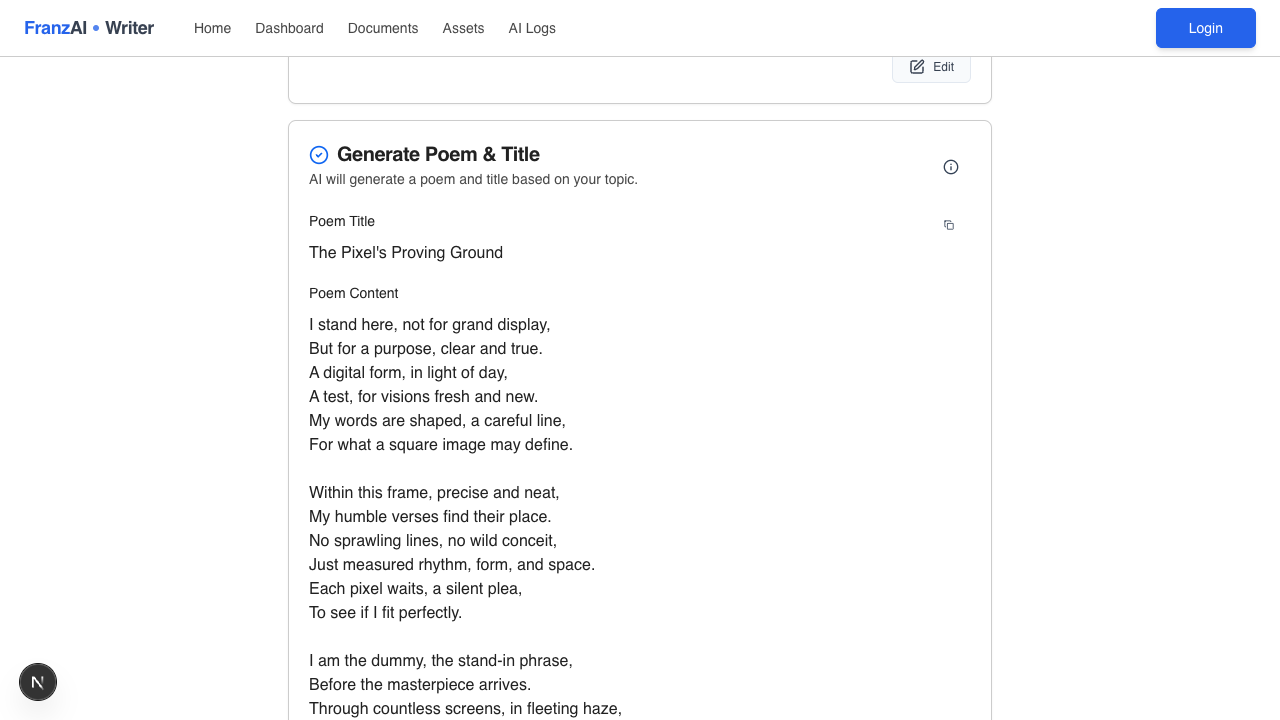 FranzAI • Writer Home Dashboard Documents Assets AI Logs Login
Edit
Generate Poem & Title
AI will generate a poem and title based on your topic.
Poem Title
The Pixel's Proving Ground
Poem Content
I stand here, not for grand display,
But for a purpose, clear and true.
A digital form, in light of day,
A test, for visions fresh and new.
My words are shaped, a careful line,
For what a square image may define.
Within this frame, precise and neat,
My humble verses find their place.
No sprawling lines, no wild conceit,
Just measured rhythm, form, and space.
Each pixel waits, a silent plea,
To see if I fit perfectly.
I am the dummy, the stand-in phrase,
Before the masterpiece arrives.
Through countless screens, in fleeting haze,
N